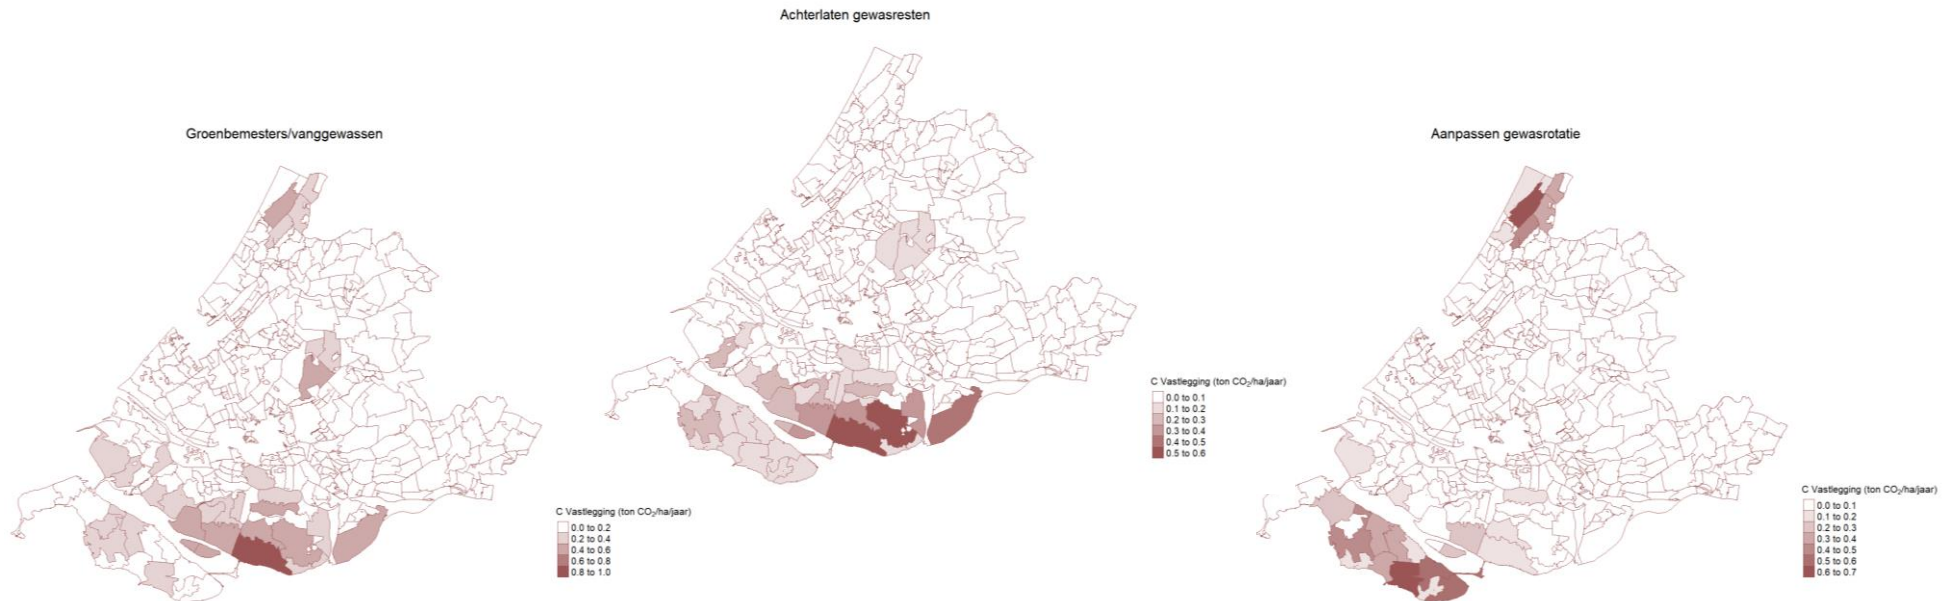 Achterlaten gewasresten
Groenbemesters/vanggewassen
Aanpassen gewasrotatie
C Vastlegging (ton CO₂/ha/jaar)
0.0 to 0.2
0.2 to 0.4
0.4 to 0.6
0.6 to 0.8
0.8 to 1.0
C Vastlegging (ton CO₂/ha/jaar)
0.0 to 0.1
0.1 to 0.2
0.2 to 0.3
0.3 to 0.4
0.4 to 0.5
0.5 to 0.6
C Vastlegging (ton CO₂/ha/jaar)
0.0 to 0.1
0.1 to 0.2
0.2 to 0.3
0.3 to 0.4
0.4 to 0.5
0.5 to 0.6
0.6 to 0.7